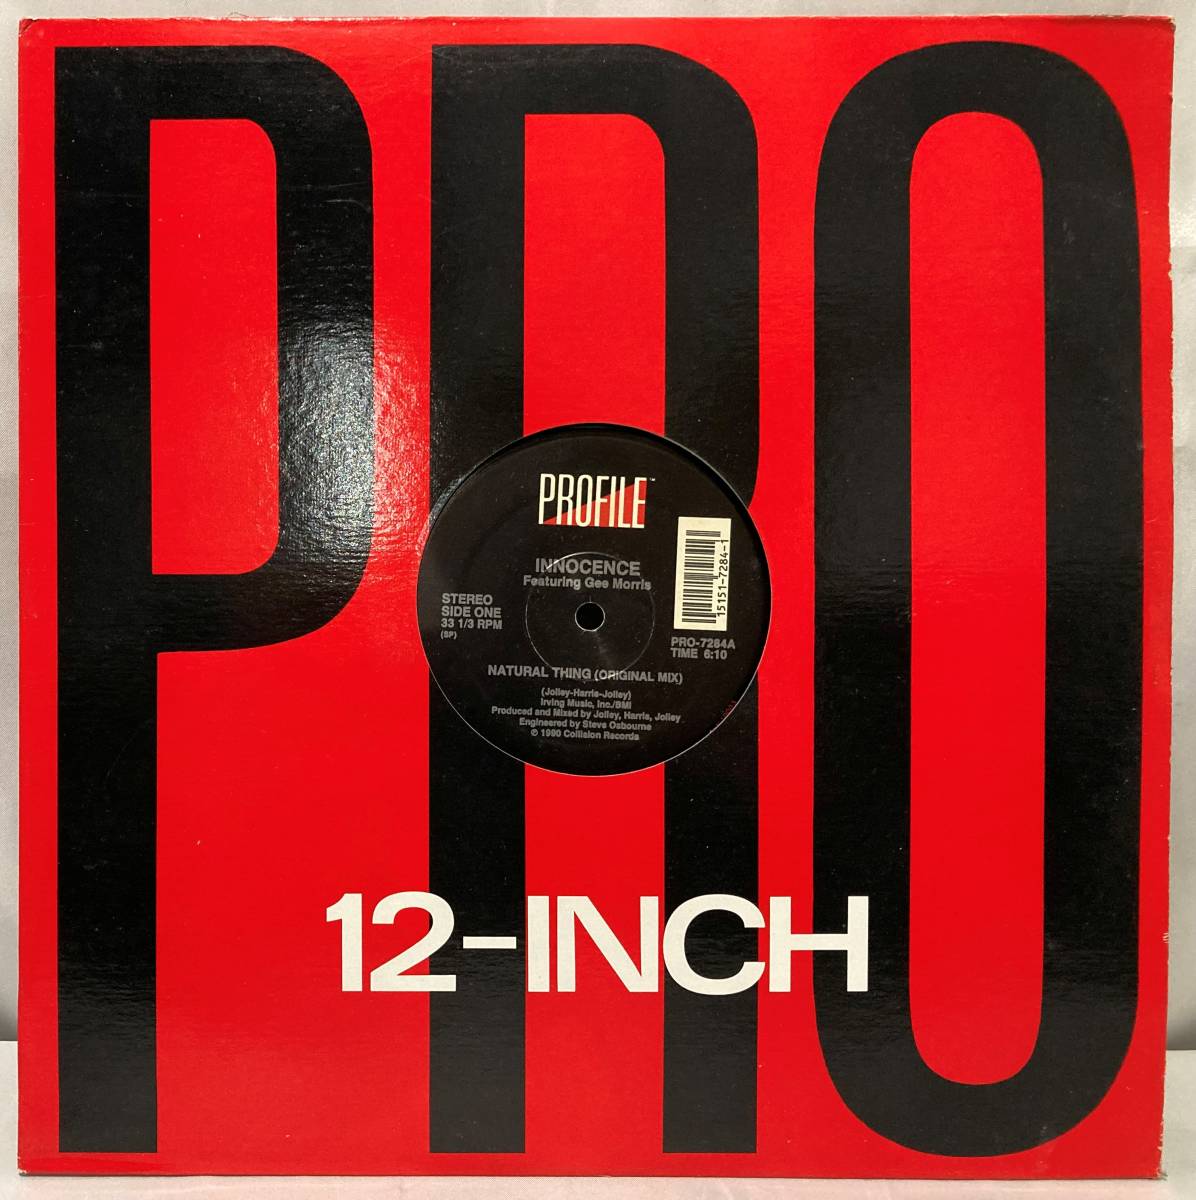 PRO
PROFILE™
INNOCENCE
Featuring Gee Morris
STEREO
SIDE ONE
33 1/3 RPM
(SP)
15151-7284-1
PRO-7284A
TIME 6:10
NATURAL THING (ORIGINAL MIX)
(Jolley-Harris-Jolley)
Irving Music, Inc./BMI
Produced and Mixed by Jolley, Harris, Jolley
Engineered by Steve Osbourne
℗ 1990 Collision Records
12-INCH